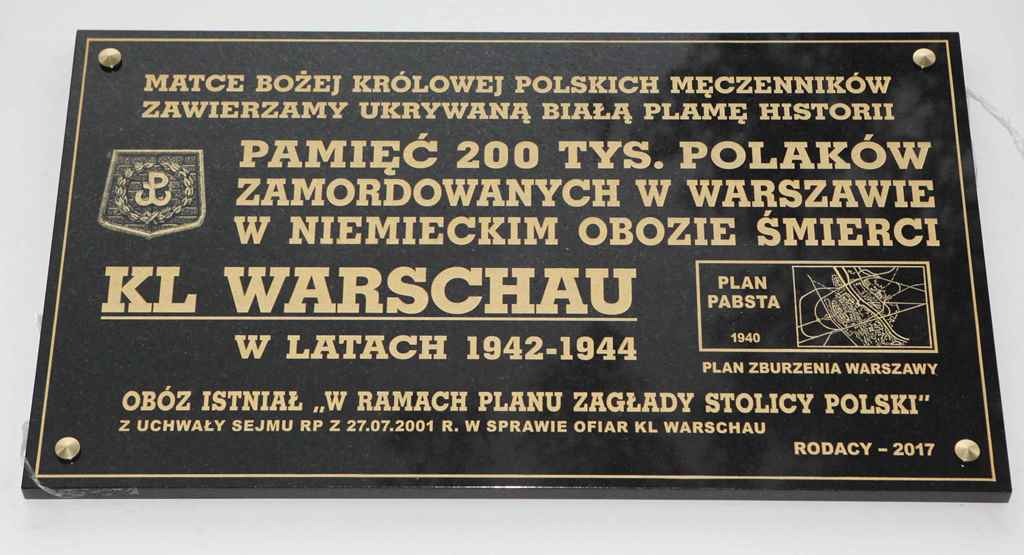 MATCE BOŻEJ KRÓLOWEJ POLSKICH MĘCZENNIKÓW
ZAWIERZAMY UKRYWANĄ BIAŁĄ PLAMĘ HISTORII
PAMIĘĆ 200 TYS. POLAKÓW
ZAMORDOWANYCH W WARSZAWIE
W NIEMIECKIM OBOZIE ŚMIERCI
KL WARSCHAU
W LATACH 1942-1944
PLAN
PABSTA
1940
PLAN ZBURZENIA WARSZAWY
OBÓZ ISTNIAŁ „W RAMACH PLANU ZAGŁADY STOLICY POLSKI"
Z UCHWAŁY SEJMU RP Z 27.07.2001 R. W SPRAWIE OFIAR KL WARSCHAU
RODACY – 2017